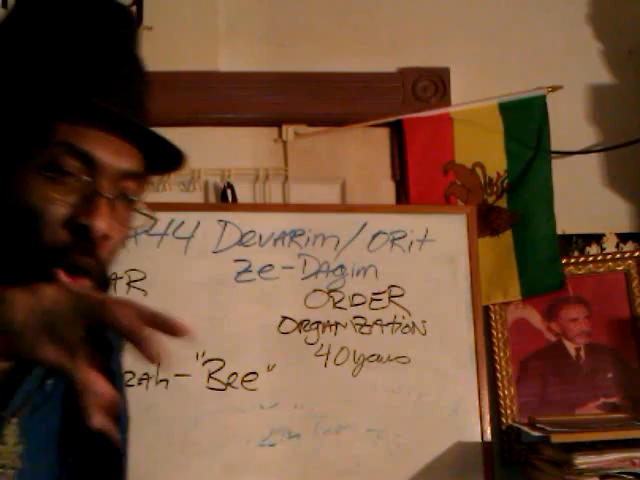 #44 DEVARIM/ORIT
ZE-DAGIM
AR
ORDER
ORGANIZATION
40 years
zah-"Bee"